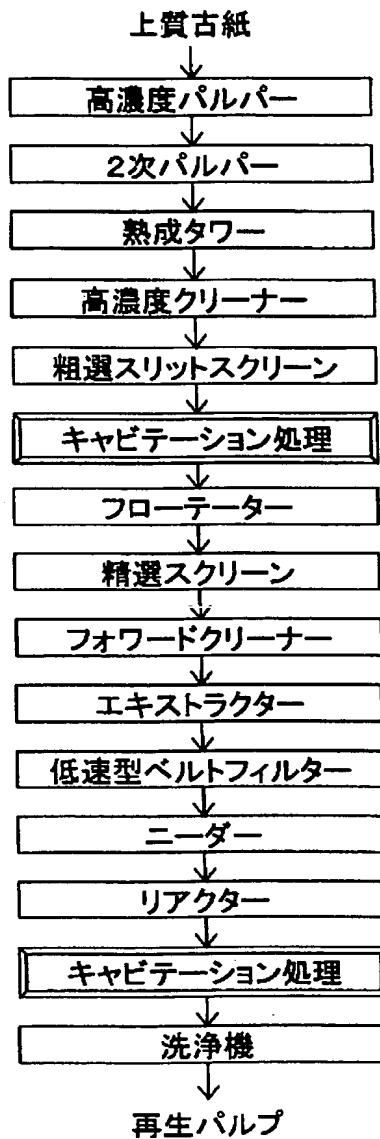 上質古紙
高濃度パルパー
2次パルパー
熟成タワー
高濃度クリーナー
粗選スリットスクリーン
キャビテーション処理
フローテーター
精選スクリーン
フォワードクリーナー
エキストラクター
低速型ベルトフィルター
ニーダー
リアクター
キャビテーション処理
洗浄機
再生パルプ